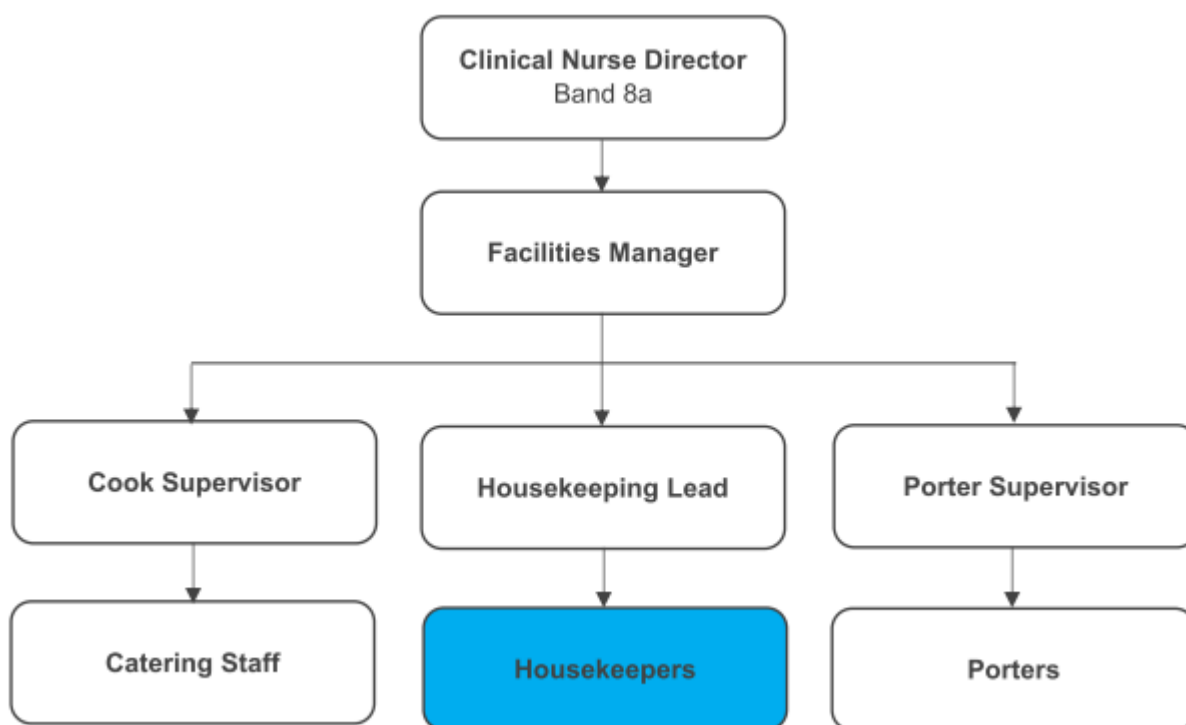 Clinical Nurse Director
Band 8a
Facilities Manager
Cook Supervisor
Housekeeping Lead
Porter Supervisor
Catering Staff
Housekeepers
Porters